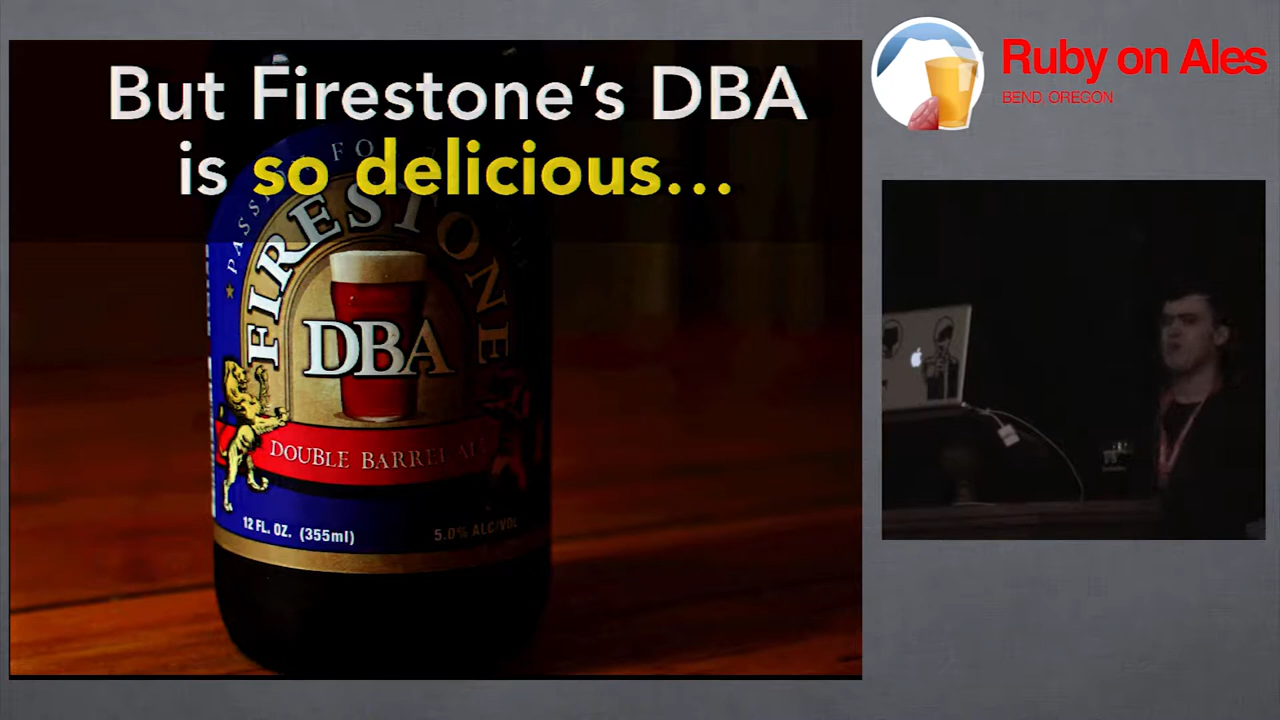 But Firestone’s DBA
is so delicious…
Ruby on Ales
BEND, OREGON
FIRESTONE
DBA
DOUBLE BARREL ALE
12 FL. OZ. (355ml)
5.0% ALC/VOL